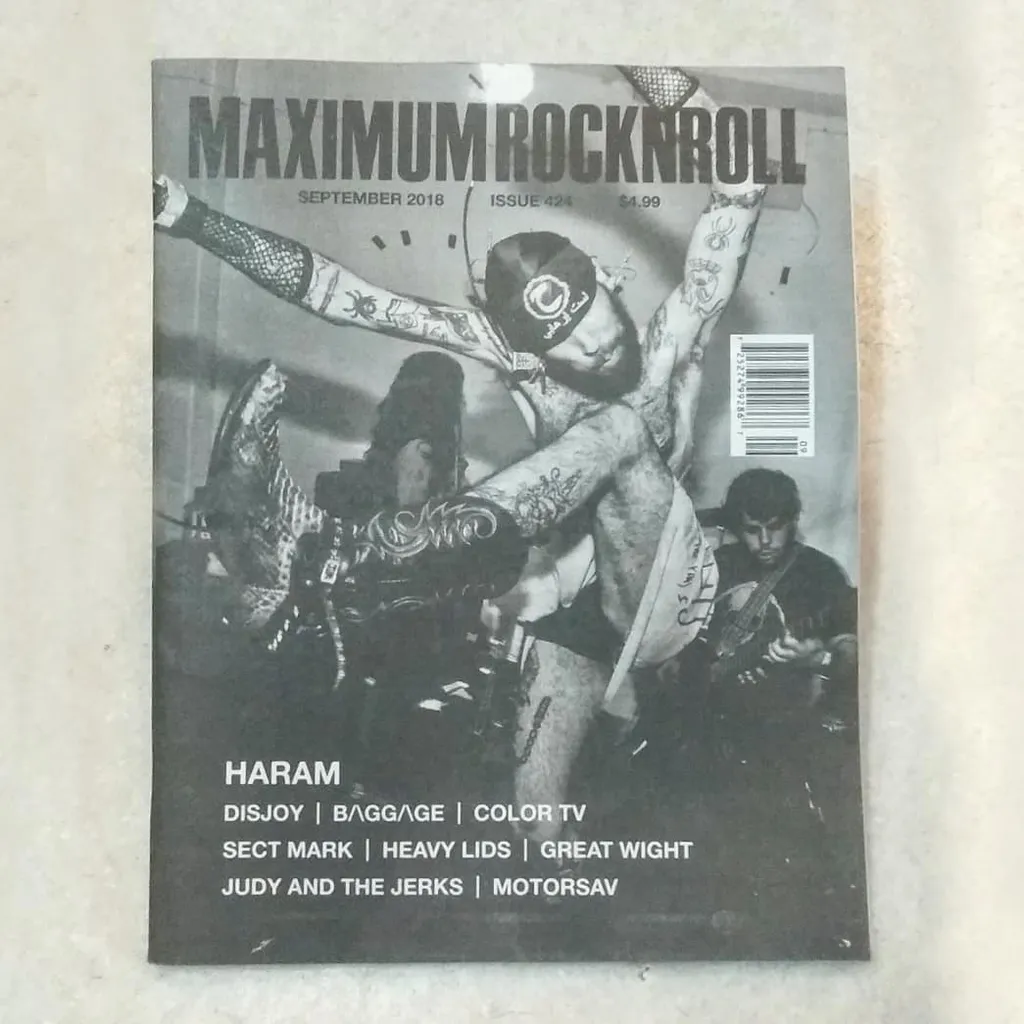 MAXIMUMROCKNROLL
SEPTEMBER 2018 ISSUE 424 $4.99
09
HARAM
DISJOY | BΛGGΛGE | COLOR TV
SECT MARK | HEAVY LIDS | GREAT WIGHT
JUDY AND THE JERKS | MOTORSAV